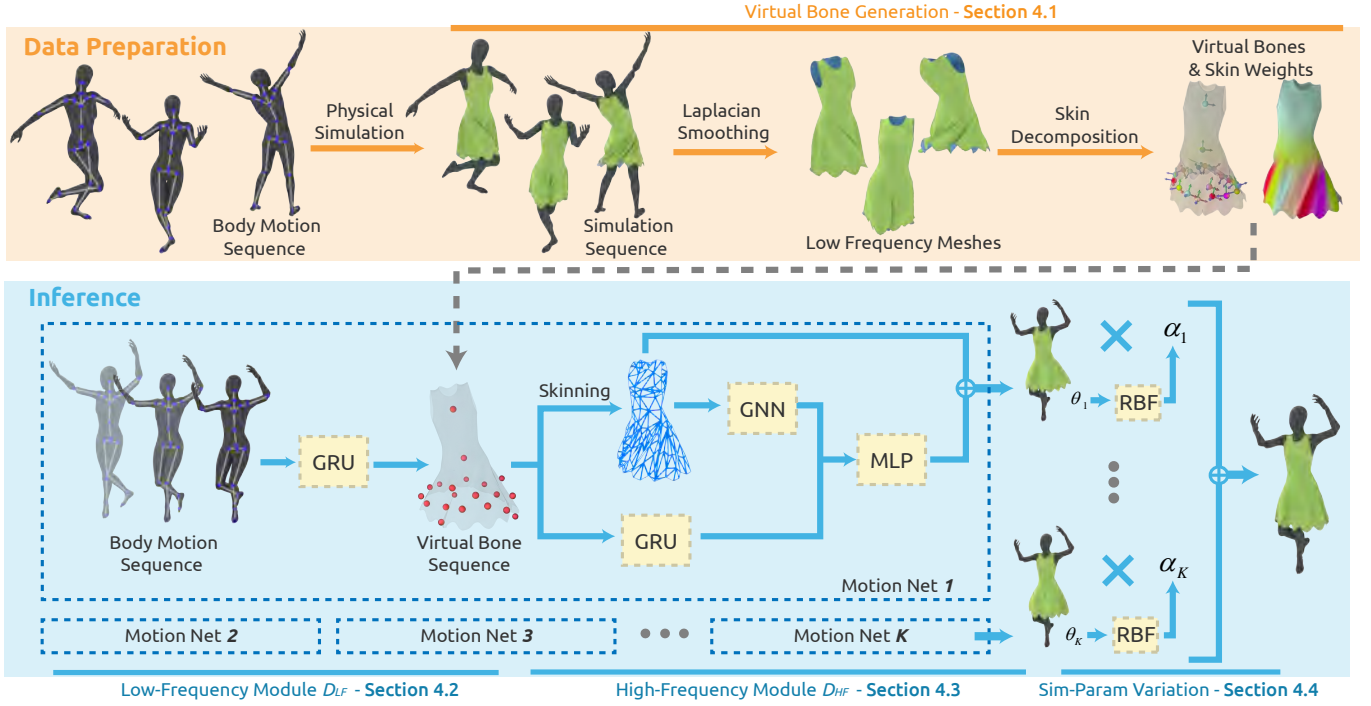 Virtual Bone Generation - Section 4.1
Data Preparation
Physical
Simulation
Laplacian
Smoothing
Skin
Decomposition
Virtual Bones
& Skin Weights
Body Motion
Sequence
Simulation
Sequence
Low Frequency Meshes
Inference
Skinning
GNN
GRU
MLP
GRU
Body Motion
Sequence
Virtual Bone
Sequence
Motion Net 1
θ₁
RBF
α₁
Motion Net 2
Motion Net 3
Motion Net K
θK
RBF
αK
Low-Frequency Module DLF - Section 4.2
High-Frequency Module DHF - Section 4.3
Sim-Param Variation - Section 4.4